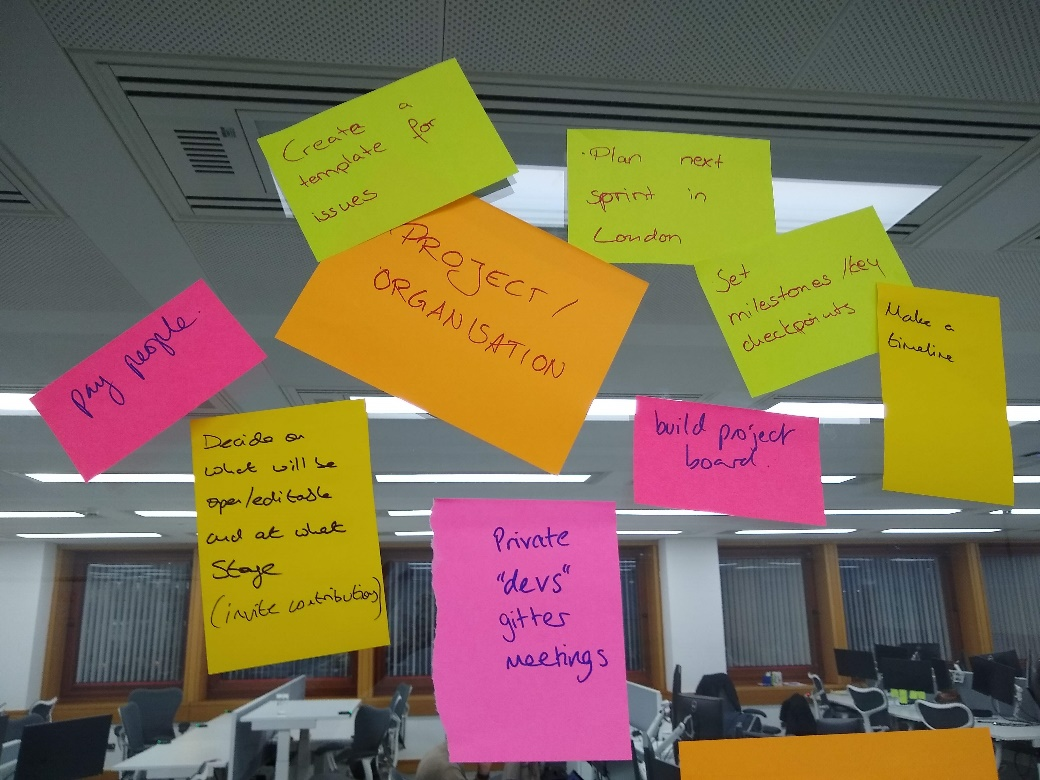 Create a
template for
issues
.Plan next
sprint in
London
PROJECT /
ORGANISATION
Set
milestones /key
checkpoints
Make a
timeline
pay people.
build project
board.
Decide on
what will be
open/editable
and at what
Stage
(invite contribution)
Private
"devs"
gitter
meetings